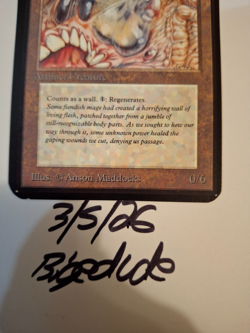 Artifact Creature
Counts as a wall. : Regenerates.
Some fiendish mage had created a horrifying wall of
living flesh, patched together from a jumble of
still-recognizable body parts. As we sought to hew our
way through it, some unknown power healed the
gaping wounds we cut, denying us passage.
Illus. © Anson Maddocks
0/6
3/5/26